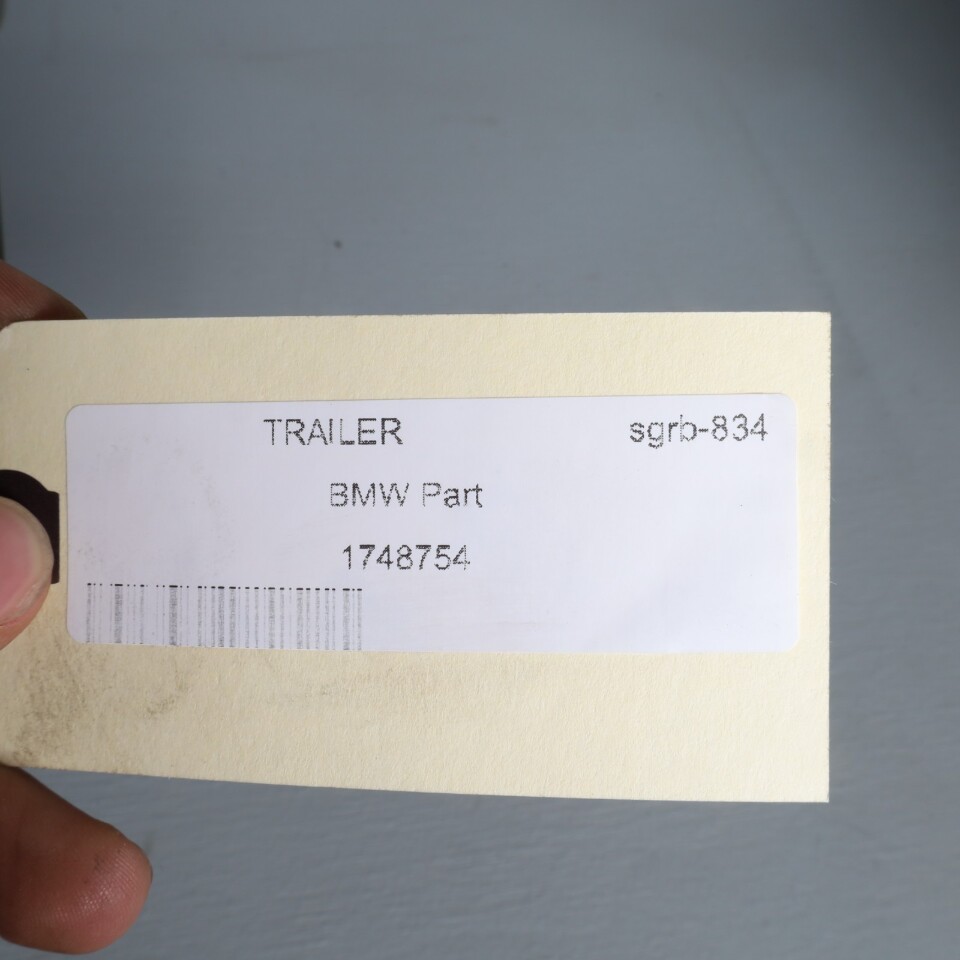 TRAILER sgrb-834
BMW Part
1748754